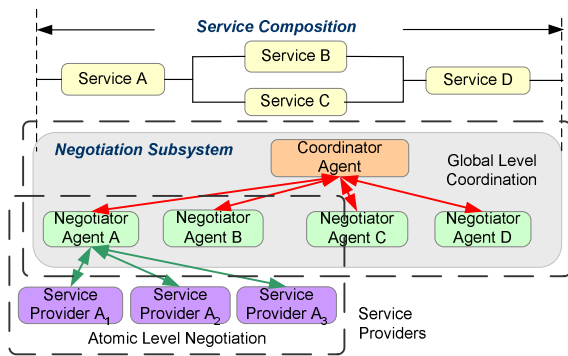 Service Composition
Service A
Service B
Service C
Service D
Negotiation Subsystem
Coordinator
Agent
Global Level
Coordination
Negotiator
Agent A
Negotiator
Agent B
Negotiator
Agent C
Negotiator
Agent D
Service
Provider A1
Service
Provider A2
Service
Provider A3
Service
Providers
Atomic Level Negotiation